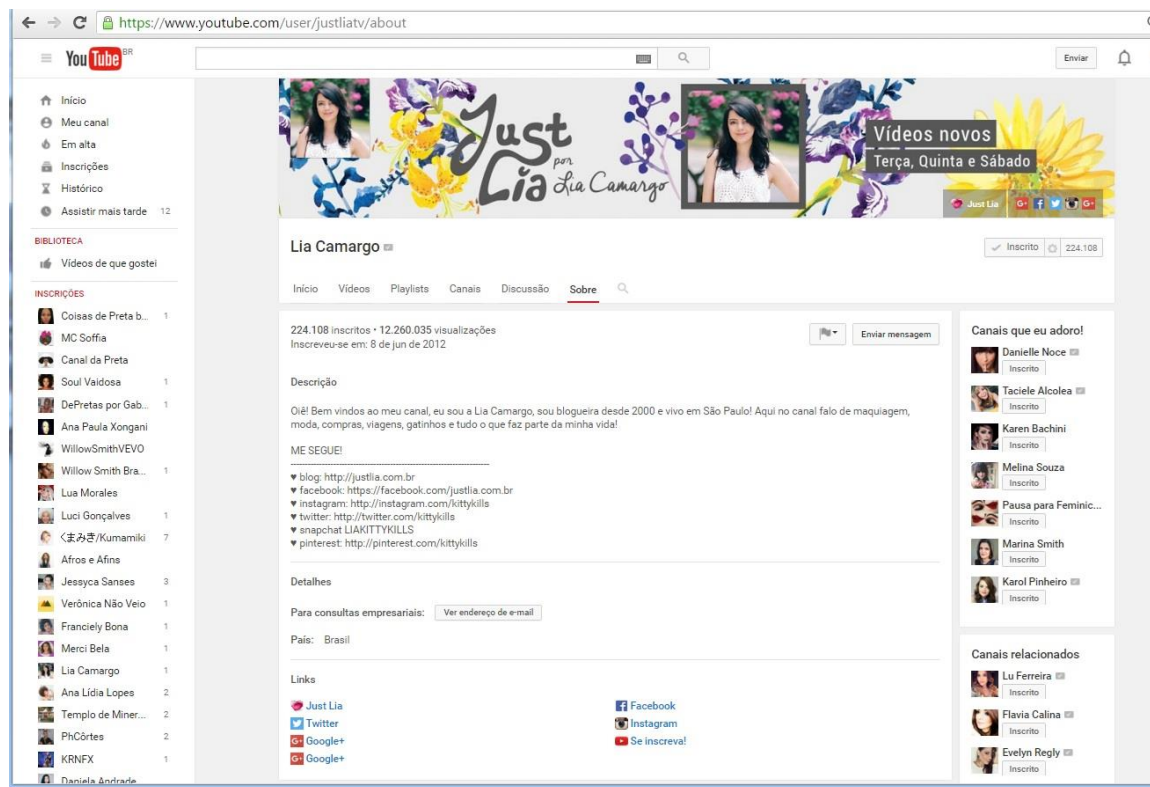 https://www.youtube.com/user/justliatv/about
YouTube BR
Enviar
Início
Meu canal
Em alta
Inscrições
Histórico
Assistir mais tarde 12
BIBLIOTECA
Vídeos de que gostei
INSCRIÇÕES
Coisas de Preta b... 1
MC Soffia
Canal da Preta
Soul Vaidosa 1
DePretas por Gab... 1
Ana Paula Xongani
WillowSmithVEVO
Willow Smith Bra... 1
Lua Morales
Luci Gonçalves 1
くまみき/Kumamiki 7
Afros e Afins
Jessyca Sanses 3
Verônica Não Veio 1
Franciely Bona 1
Merci Bela 1
Lia Camargo 1
Ana Lídia Lopes 2
Templo de Miner... 2
PhCôrtes 2
KRNFX 1
Daniela Andrade
Just
por
Lia Lia Camargo
Vídeos novos
Terça, Quinta e Sábado
Just Lia
Lia Camargo
Inscrito 224.108
Início Vídeos Playlists Canais Discussão Sobre
224.108 inscritos • 12.260.035 visualizações
Inscreveu-se em: 8 de jun de 2012
Enviar mensagem
Descrição
Oiê! Bem vindos ao meu canal, eu sou a Lia Camargo, sou blogueira desde 2000 e vivo em São Paulo! Aqui no canal falo de maquiagem,
moda, compras, viagens, gatinhos e tudo o que faz parte da minha vida!
ME SEGUE!
♥ blog: http://justlia.com.br
♥ facebook: https://facebook.com/justlia.com.br
♥ instagram: http://instagram.com/kittykills
♥ twitter: http://twitter.com/kittykills
♥ snapchat LIAKITTYKILLS
♥ pinterest: http://pinterest.com/kittykills
Detalhes
Para consultas empresariais: Ver endereço de e-mail
País: Brasil
Links
Just Lia
Twitter
Google+
Google+
Facebook
Instagram
Se inscreva!
Canais que eu adoro!
Danielle Noce
Inscrito
Taciele Alcolea
Inscrito
Karen Bachini
Inscrito
Melina Souza
Inscrito
Pausa para Feminic...
Inscrito
Marina Smith
Inscrito
Karol Pinheiro
Inscrito
Canais relacionados
Lu Ferreira
Inscrito
Flavia Calina
Inscrito
Evelyn Regly
Inscrito